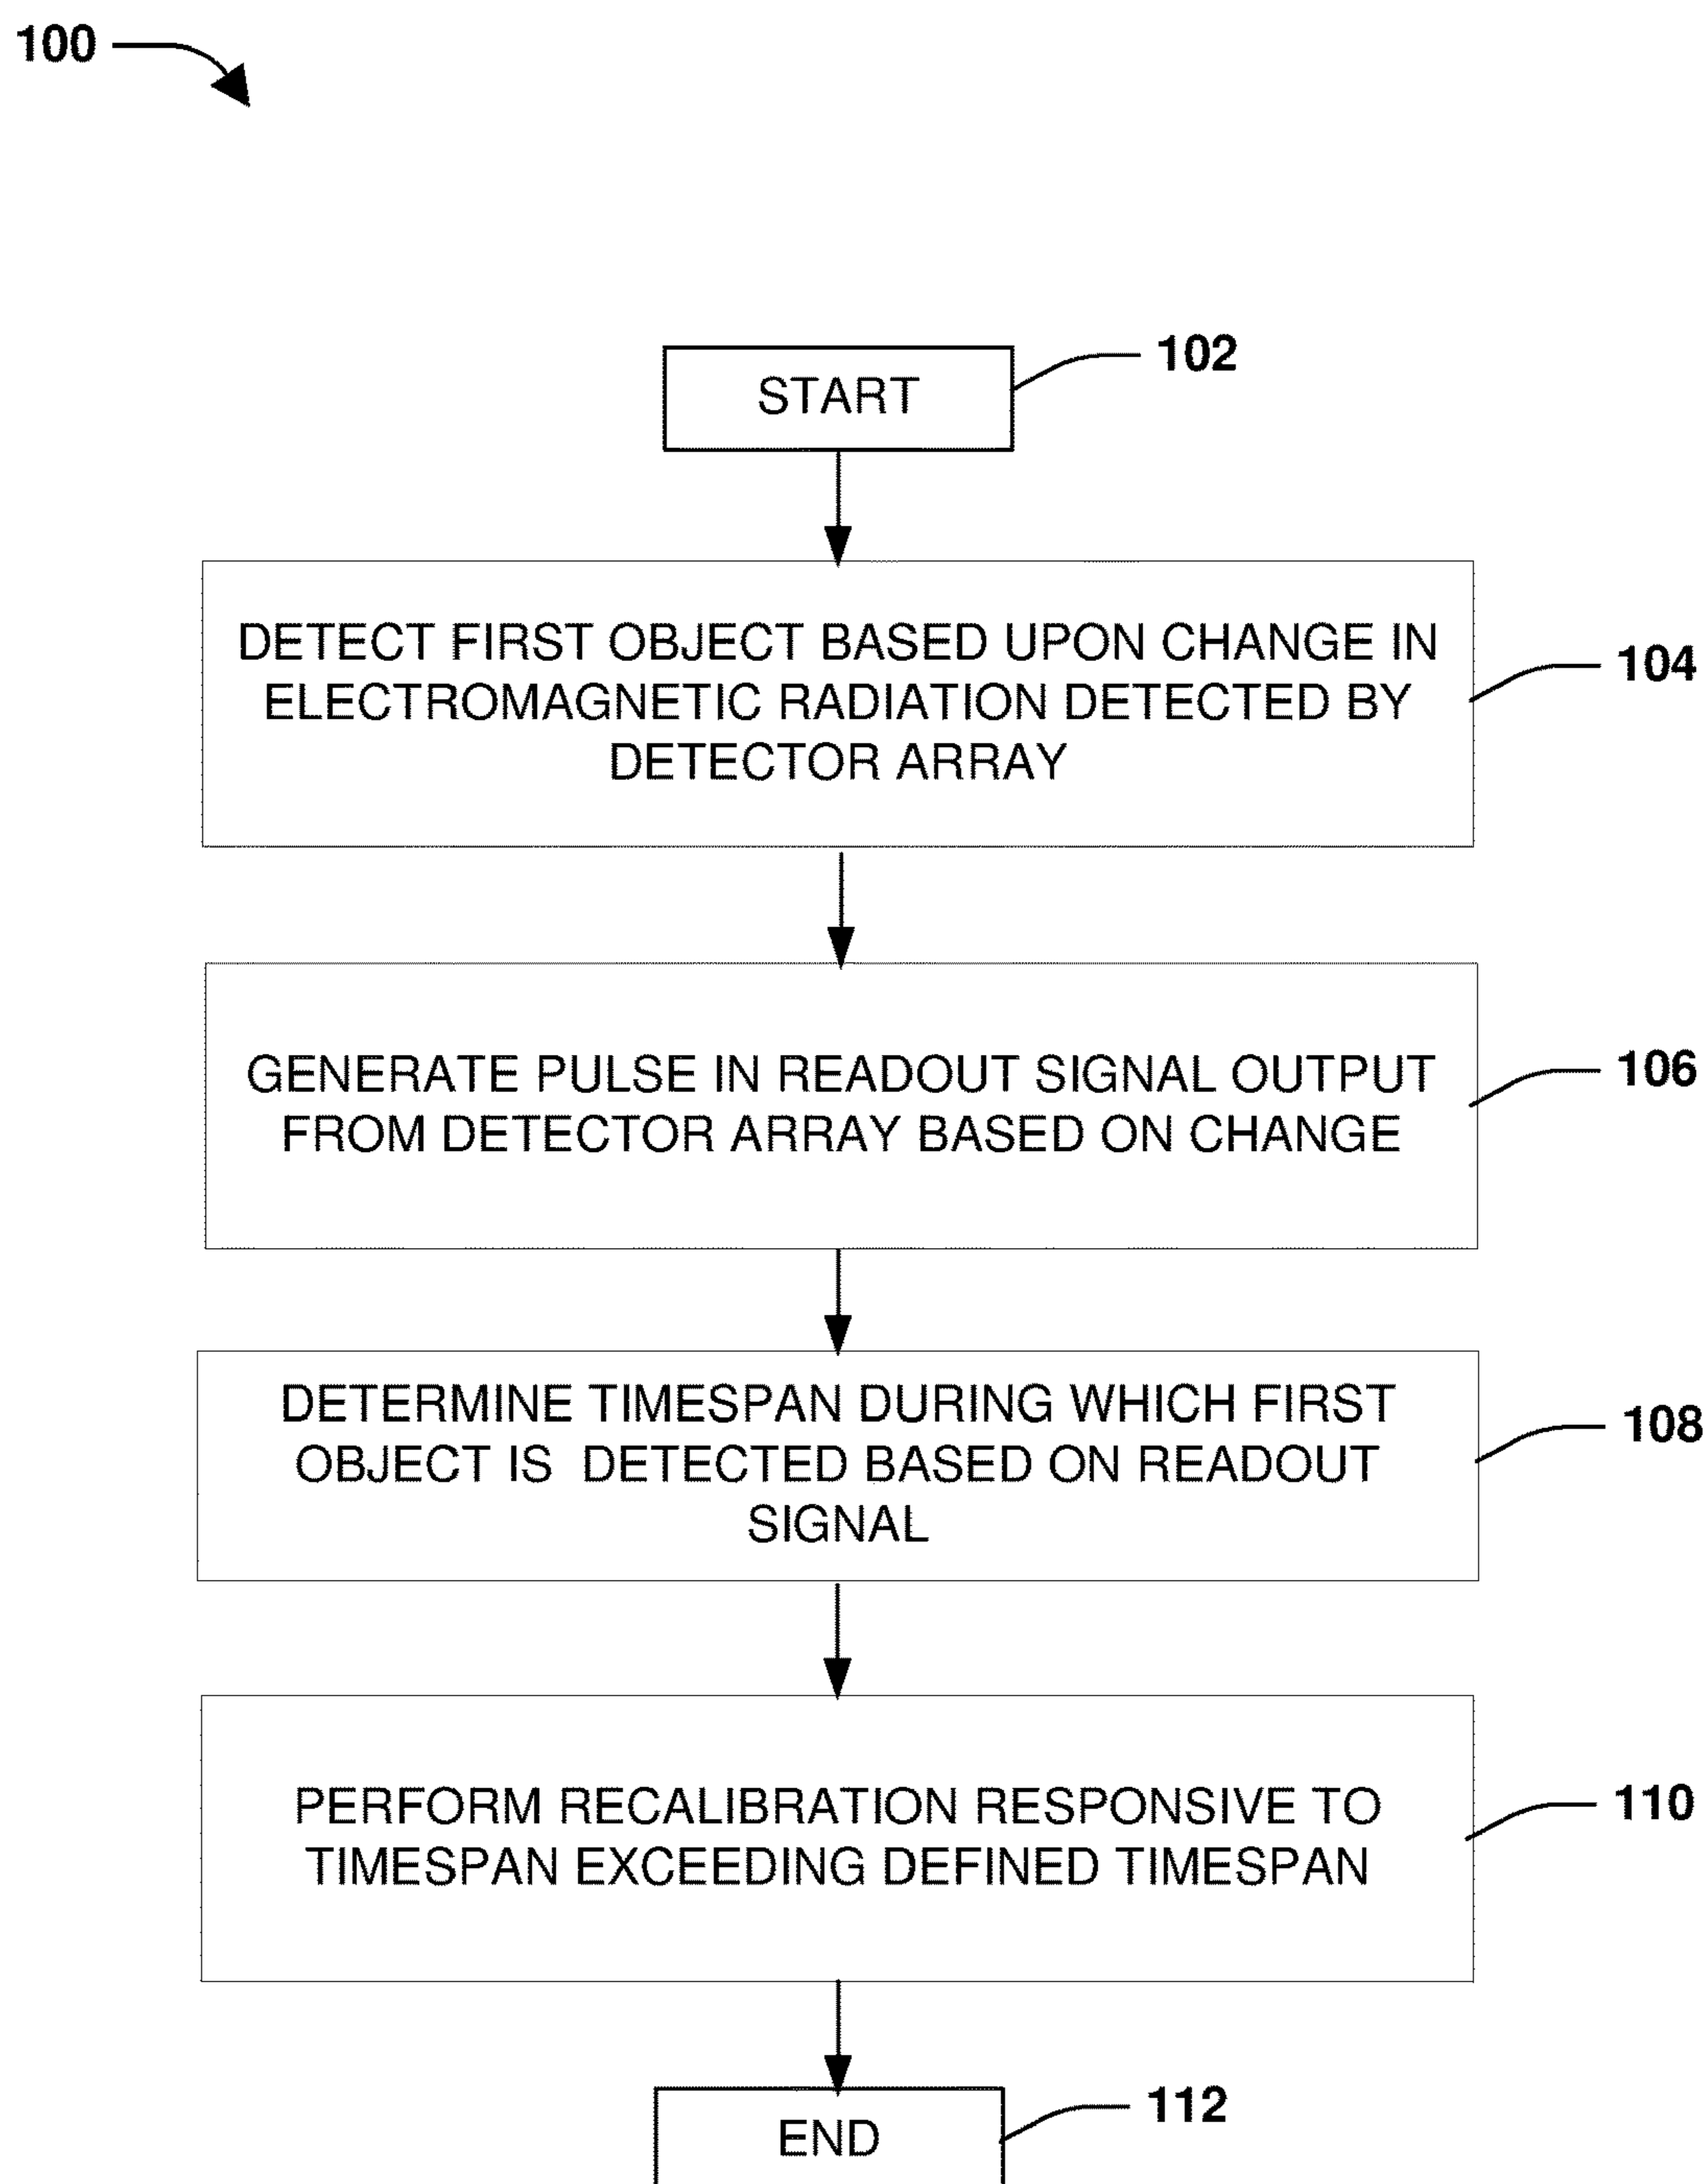 100
START
102
DETECT FIRST OBJECT BASED UPON CHANGE IN
ELECTROMAGNETIC RADIATION DETECTED BY
DETECTOR ARRAY
104
GENERATE PULSE IN READOUT SIGNAL OUTPUT
FROM DETECTOR ARRAY BASED ON CHANGE
106
DETERMINE TIMESPAN DURING WHICH FIRST
OBJECT IS DETECTED BASED ON READOUT
SIGNAL
108
PERFORM RECALIBRATION RESPONSIVE TO
TIMESPAN EXCEEDING DEFINED TIMESPAN
110
END
112